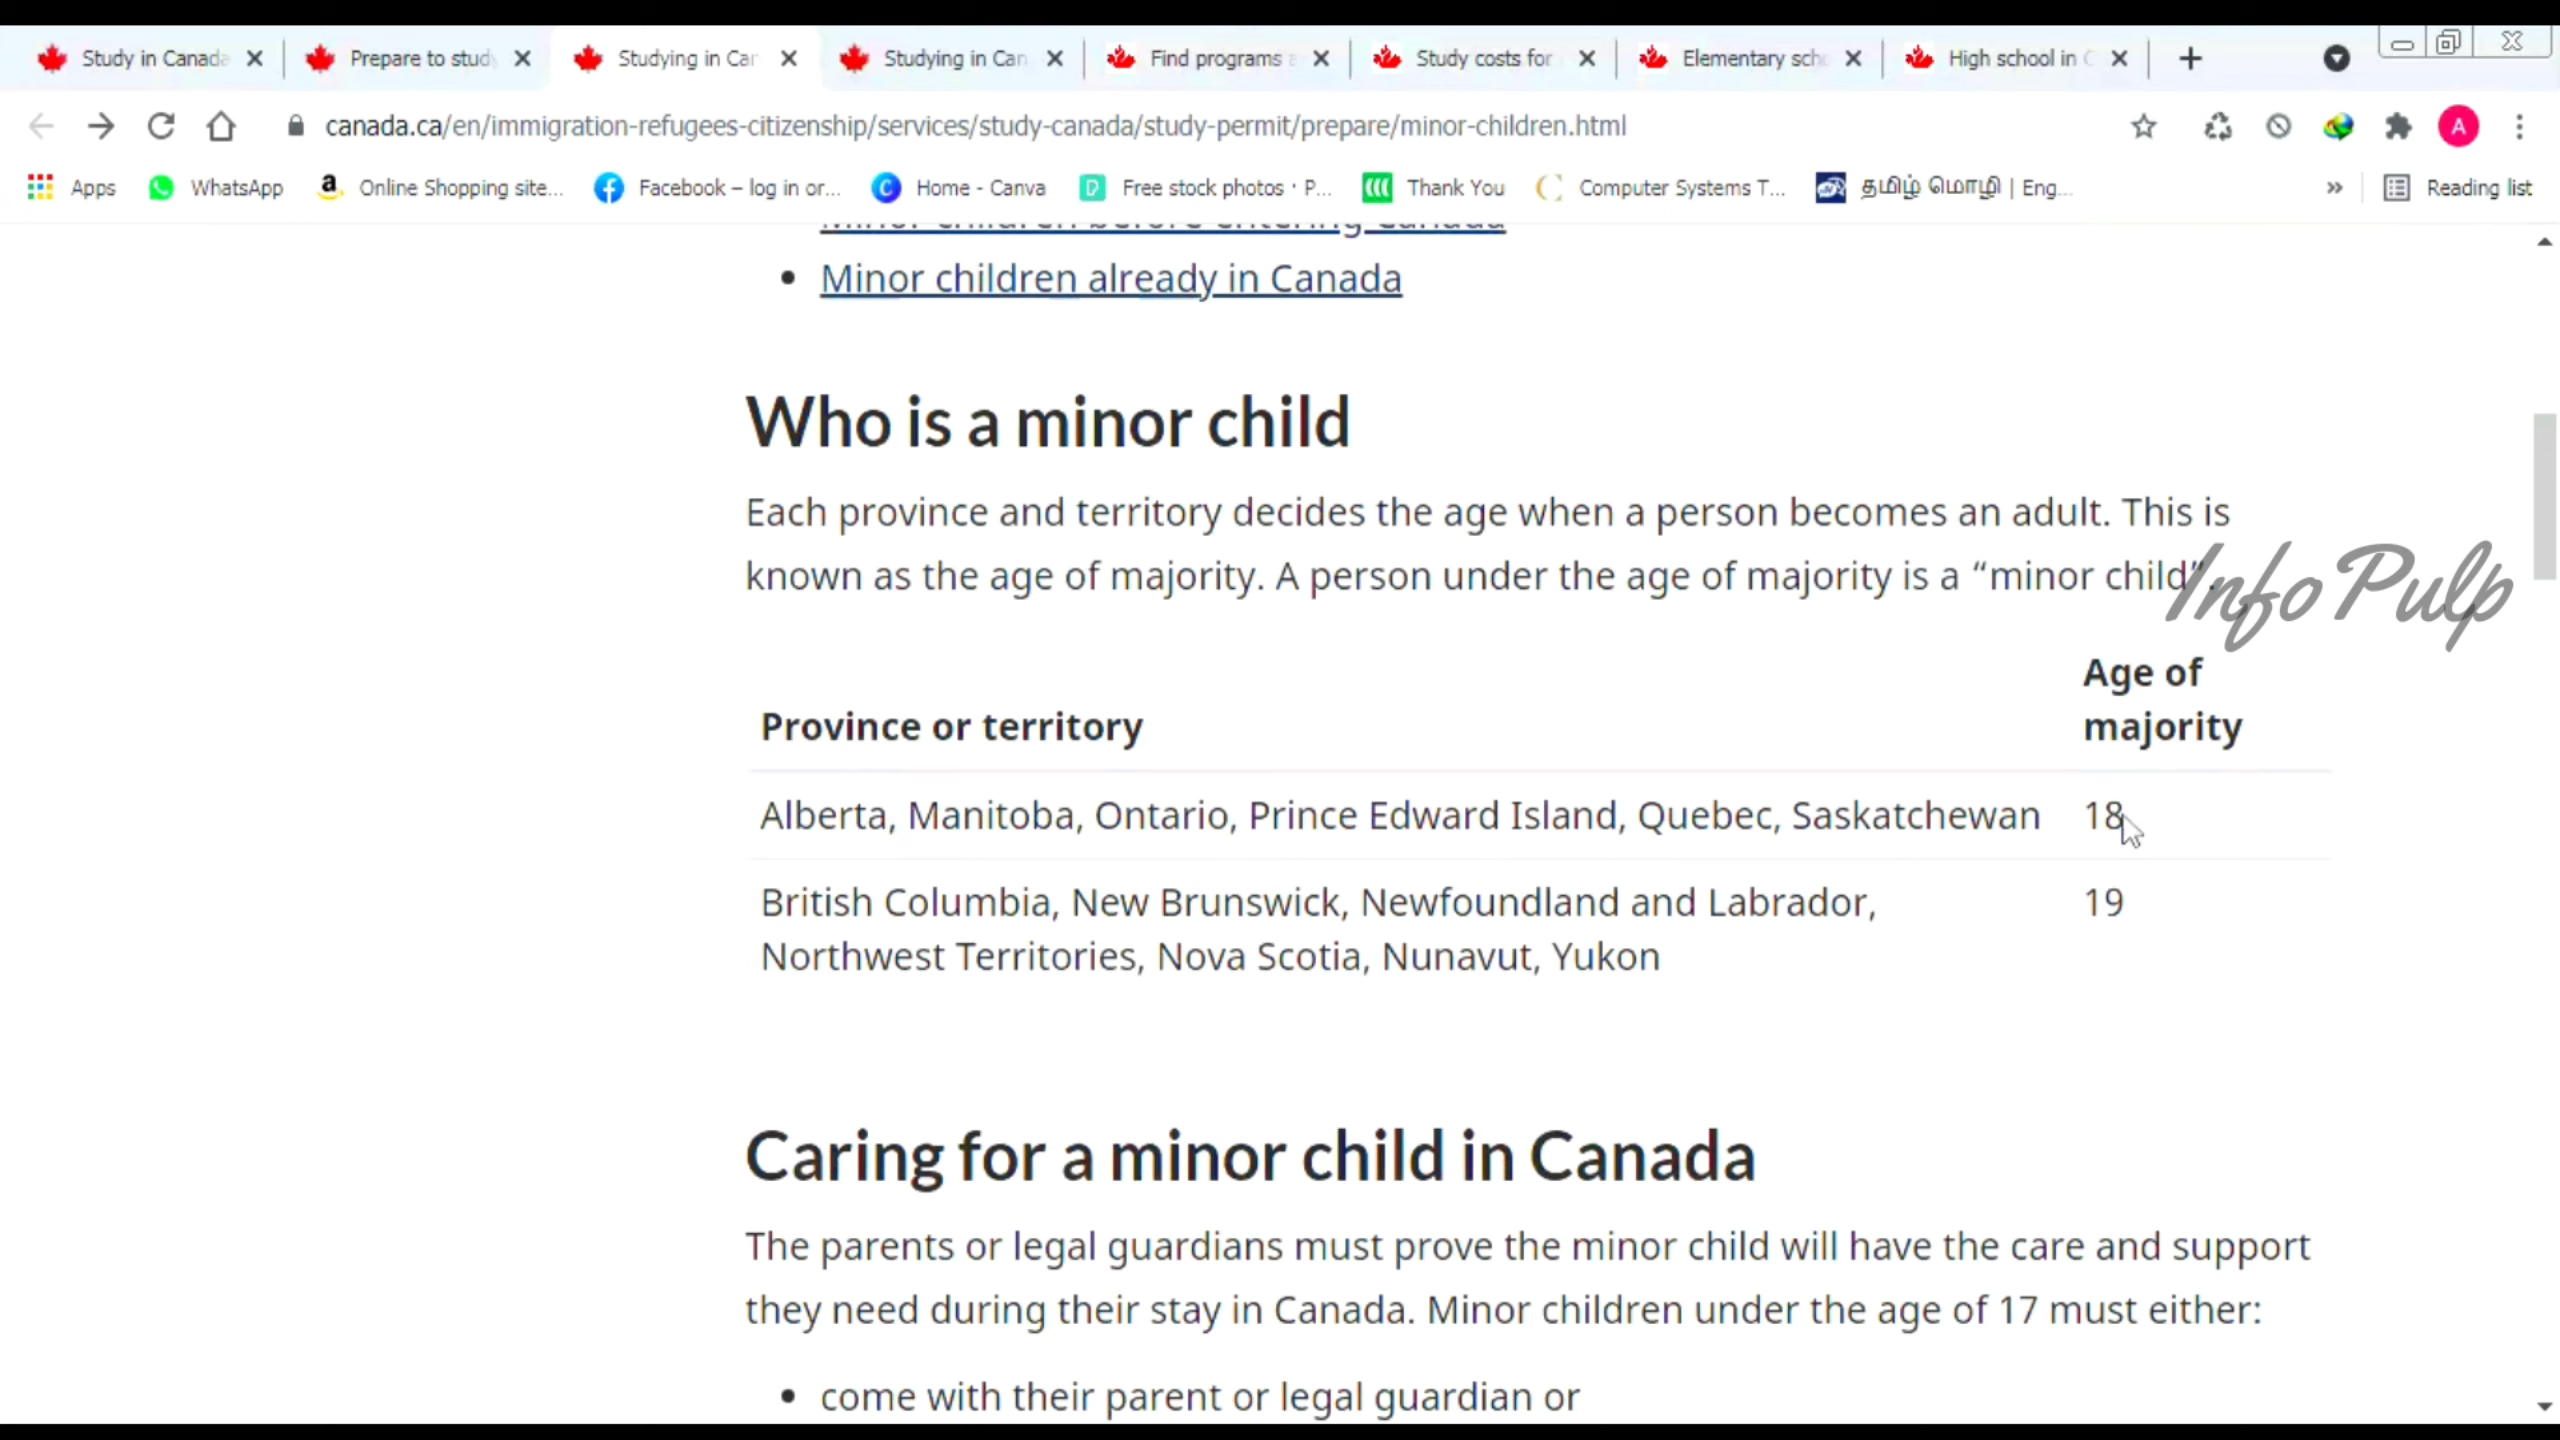 Study in Canada
Prepare to stud
Studying in Can
Studying in Can
Find programs a
Study costs for
Elementary sch
High school in C
canada.ca/en/immigration-refugees-citizenship/services/study-canada/study-permit/prepare/minor-children.html
A
Apps
WhatsApp
Online Shopping site...
Facebook – log in or...
Home - Canva
Free stock photos · P...
Thank You
Computer Systems T...
தமிழ் மொழி | Eng...
»
Reading list
Minor children before entering Canada
• Minor children already in Canada
Who is a minor child
Each province and territory decides the age when a person becomes an adult. This is
known as the age of majority. A person under the age of majority is a “minor child”.
Info Pulp
Age of
majority
Province or territory
Alberta, Manitoba, Ontario, Prince Edward Island, Quebec, Saskatchewan 18
British Columbia, New Brunswick, Newfoundland and Labrador, 19
Northwest Territories, Nova Scotia, Nunavut, Yukon
Caring for a minor child in Canada
The parents or legal guardians must prove the minor child will have the care and support
they need during their stay in Canada. Minor children under the age of 17 must either:
• come with their parent or legal guardian or